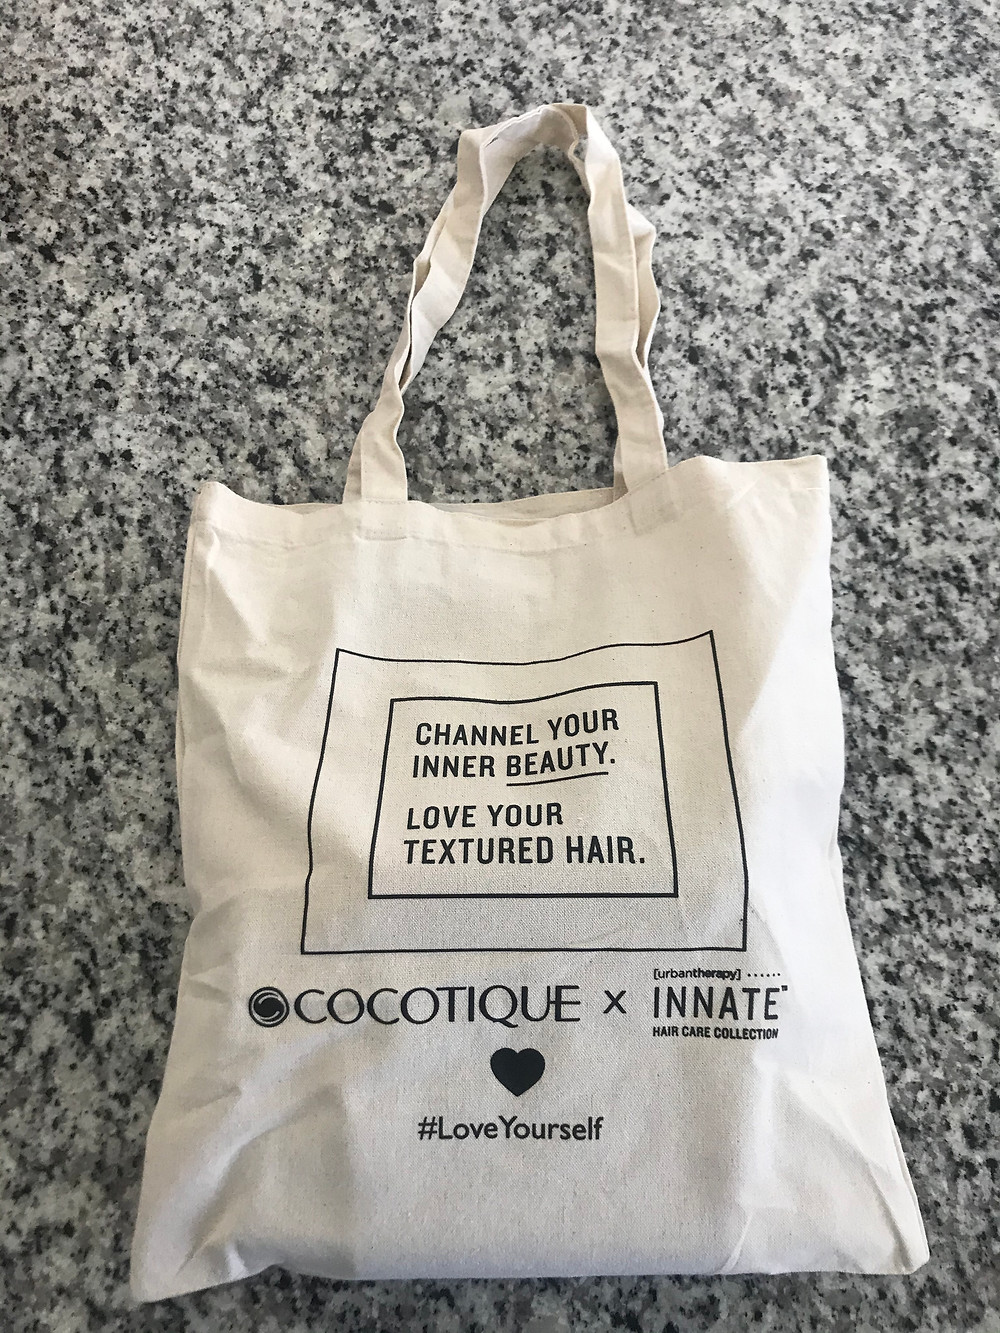 CHANNEL YOUR
INNER BEAUTY.
LOVE YOUR
TEXTURED HAIR.
COCOTIQUE x
[urbantherapy] ······
INNATE™
HAIR CARE COLLECTION
#LoveYourself